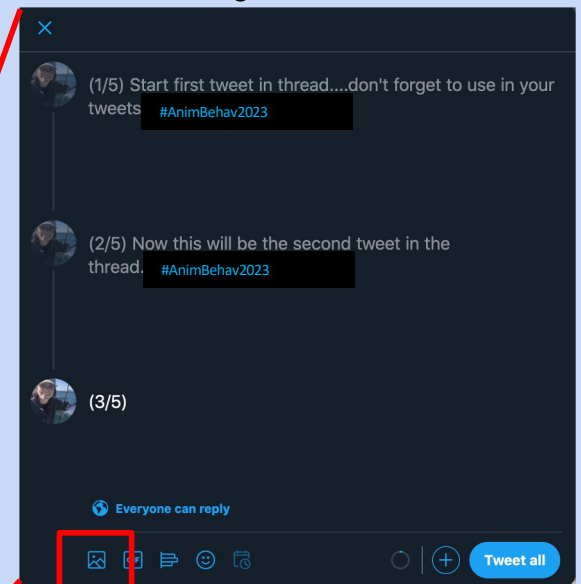 (1/5) Start first tweet in thread....don't forget to use in your
tweets #AnimBehav2023
(2/5) Now this will be the second tweet in the
thread. #AnimBehav2023
(3/5)
Everyone can reply
GIF
Tweet all